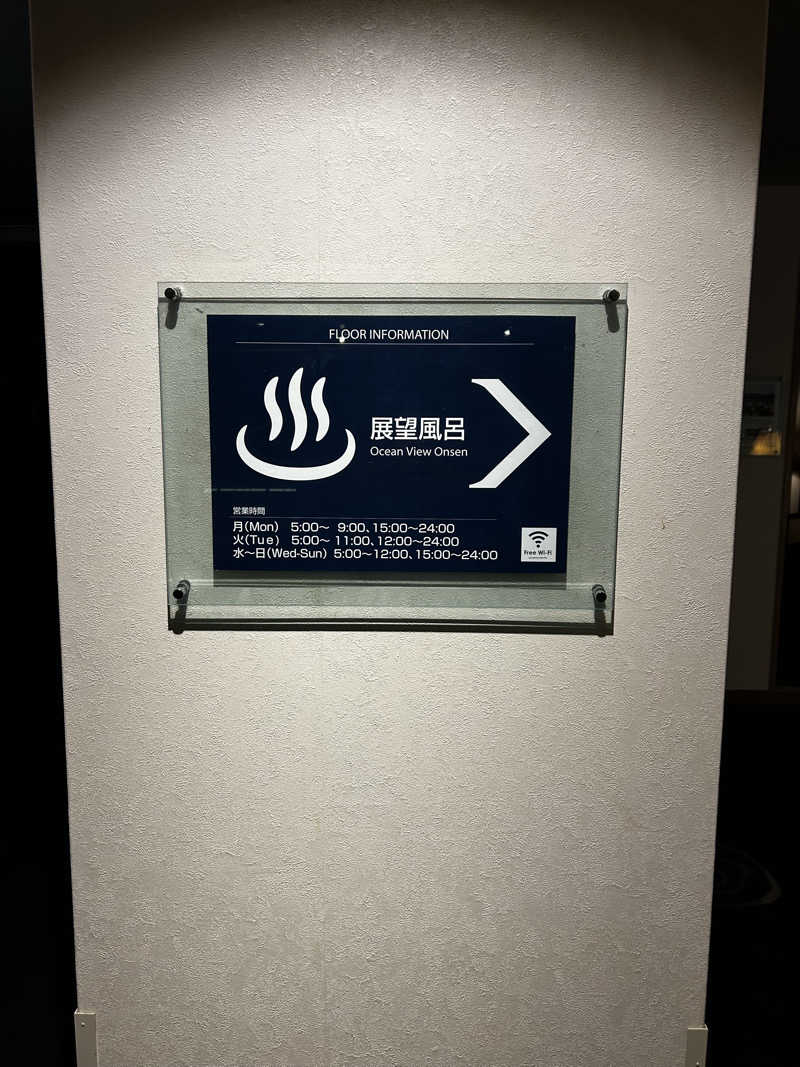 FLOOR INFORMATION
展望風呂
Ocean View Onsen
営業時間
月(Mon) 5:00〜 9:00、15:00〜24:00
火(Tue) 5:00〜 11:00、12:00〜24:00
水〜日(Wed-Sun) 5:00〜12:00、15:00〜24:00
Free Wi-Fi